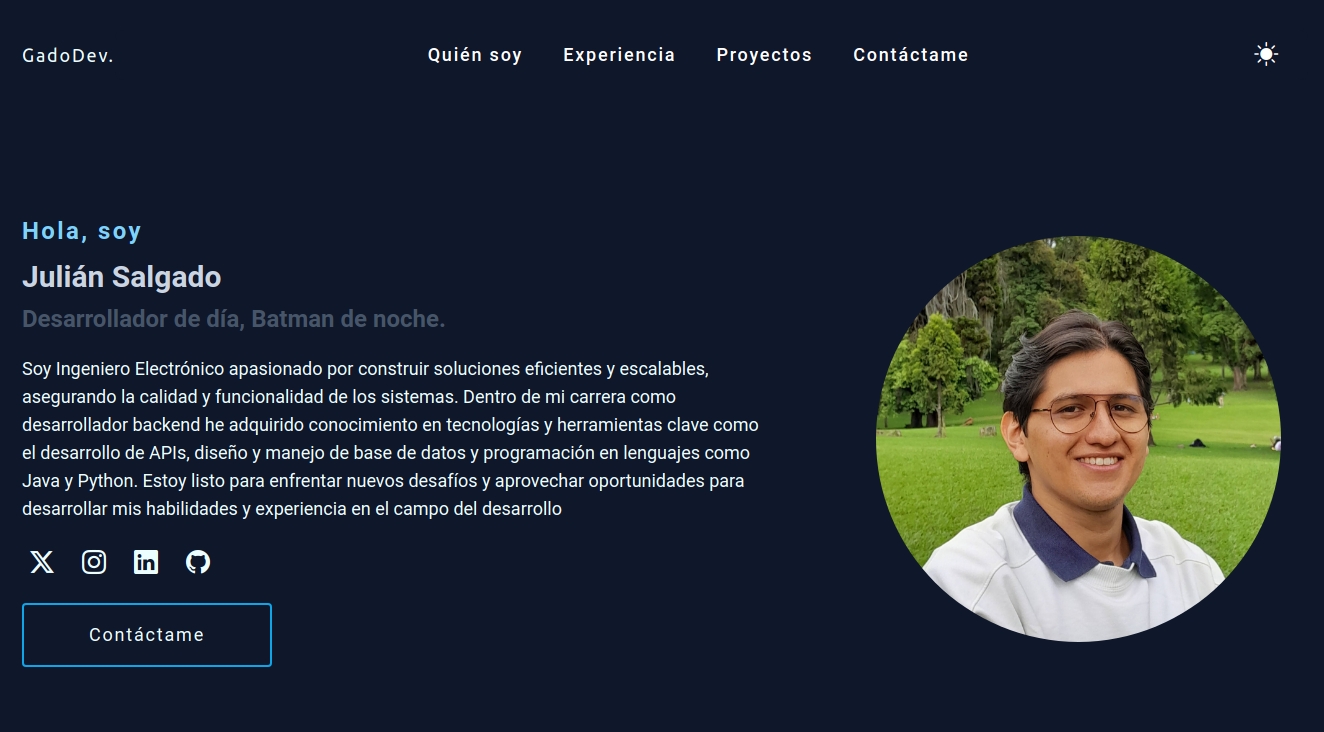 GadoDev.
Quién soy
Experiencia
Proyectos
Contáctame
Hola, soy
Julián Salgado
Desarrollador de día, Batman de noche.
Soy Ingeniero Electrónico apasionado por construir soluciones eficientes y escalables,
asegurando la calidad y funcionalidad de los sistemas. Dentro de mi carrera como
desarrollador backend he adquirido conocimiento en tecnologías y herramientas clave como
el desarrollo de APIs, diseño y manejo de base de datos y programación en lenguajes como
Java y Python. Estoy listo para enfrentar nuevos desafíos y aprovechar oportunidades para
desarrollar mis habilidades y experiencia en el campo del desarrollo
Contáctame